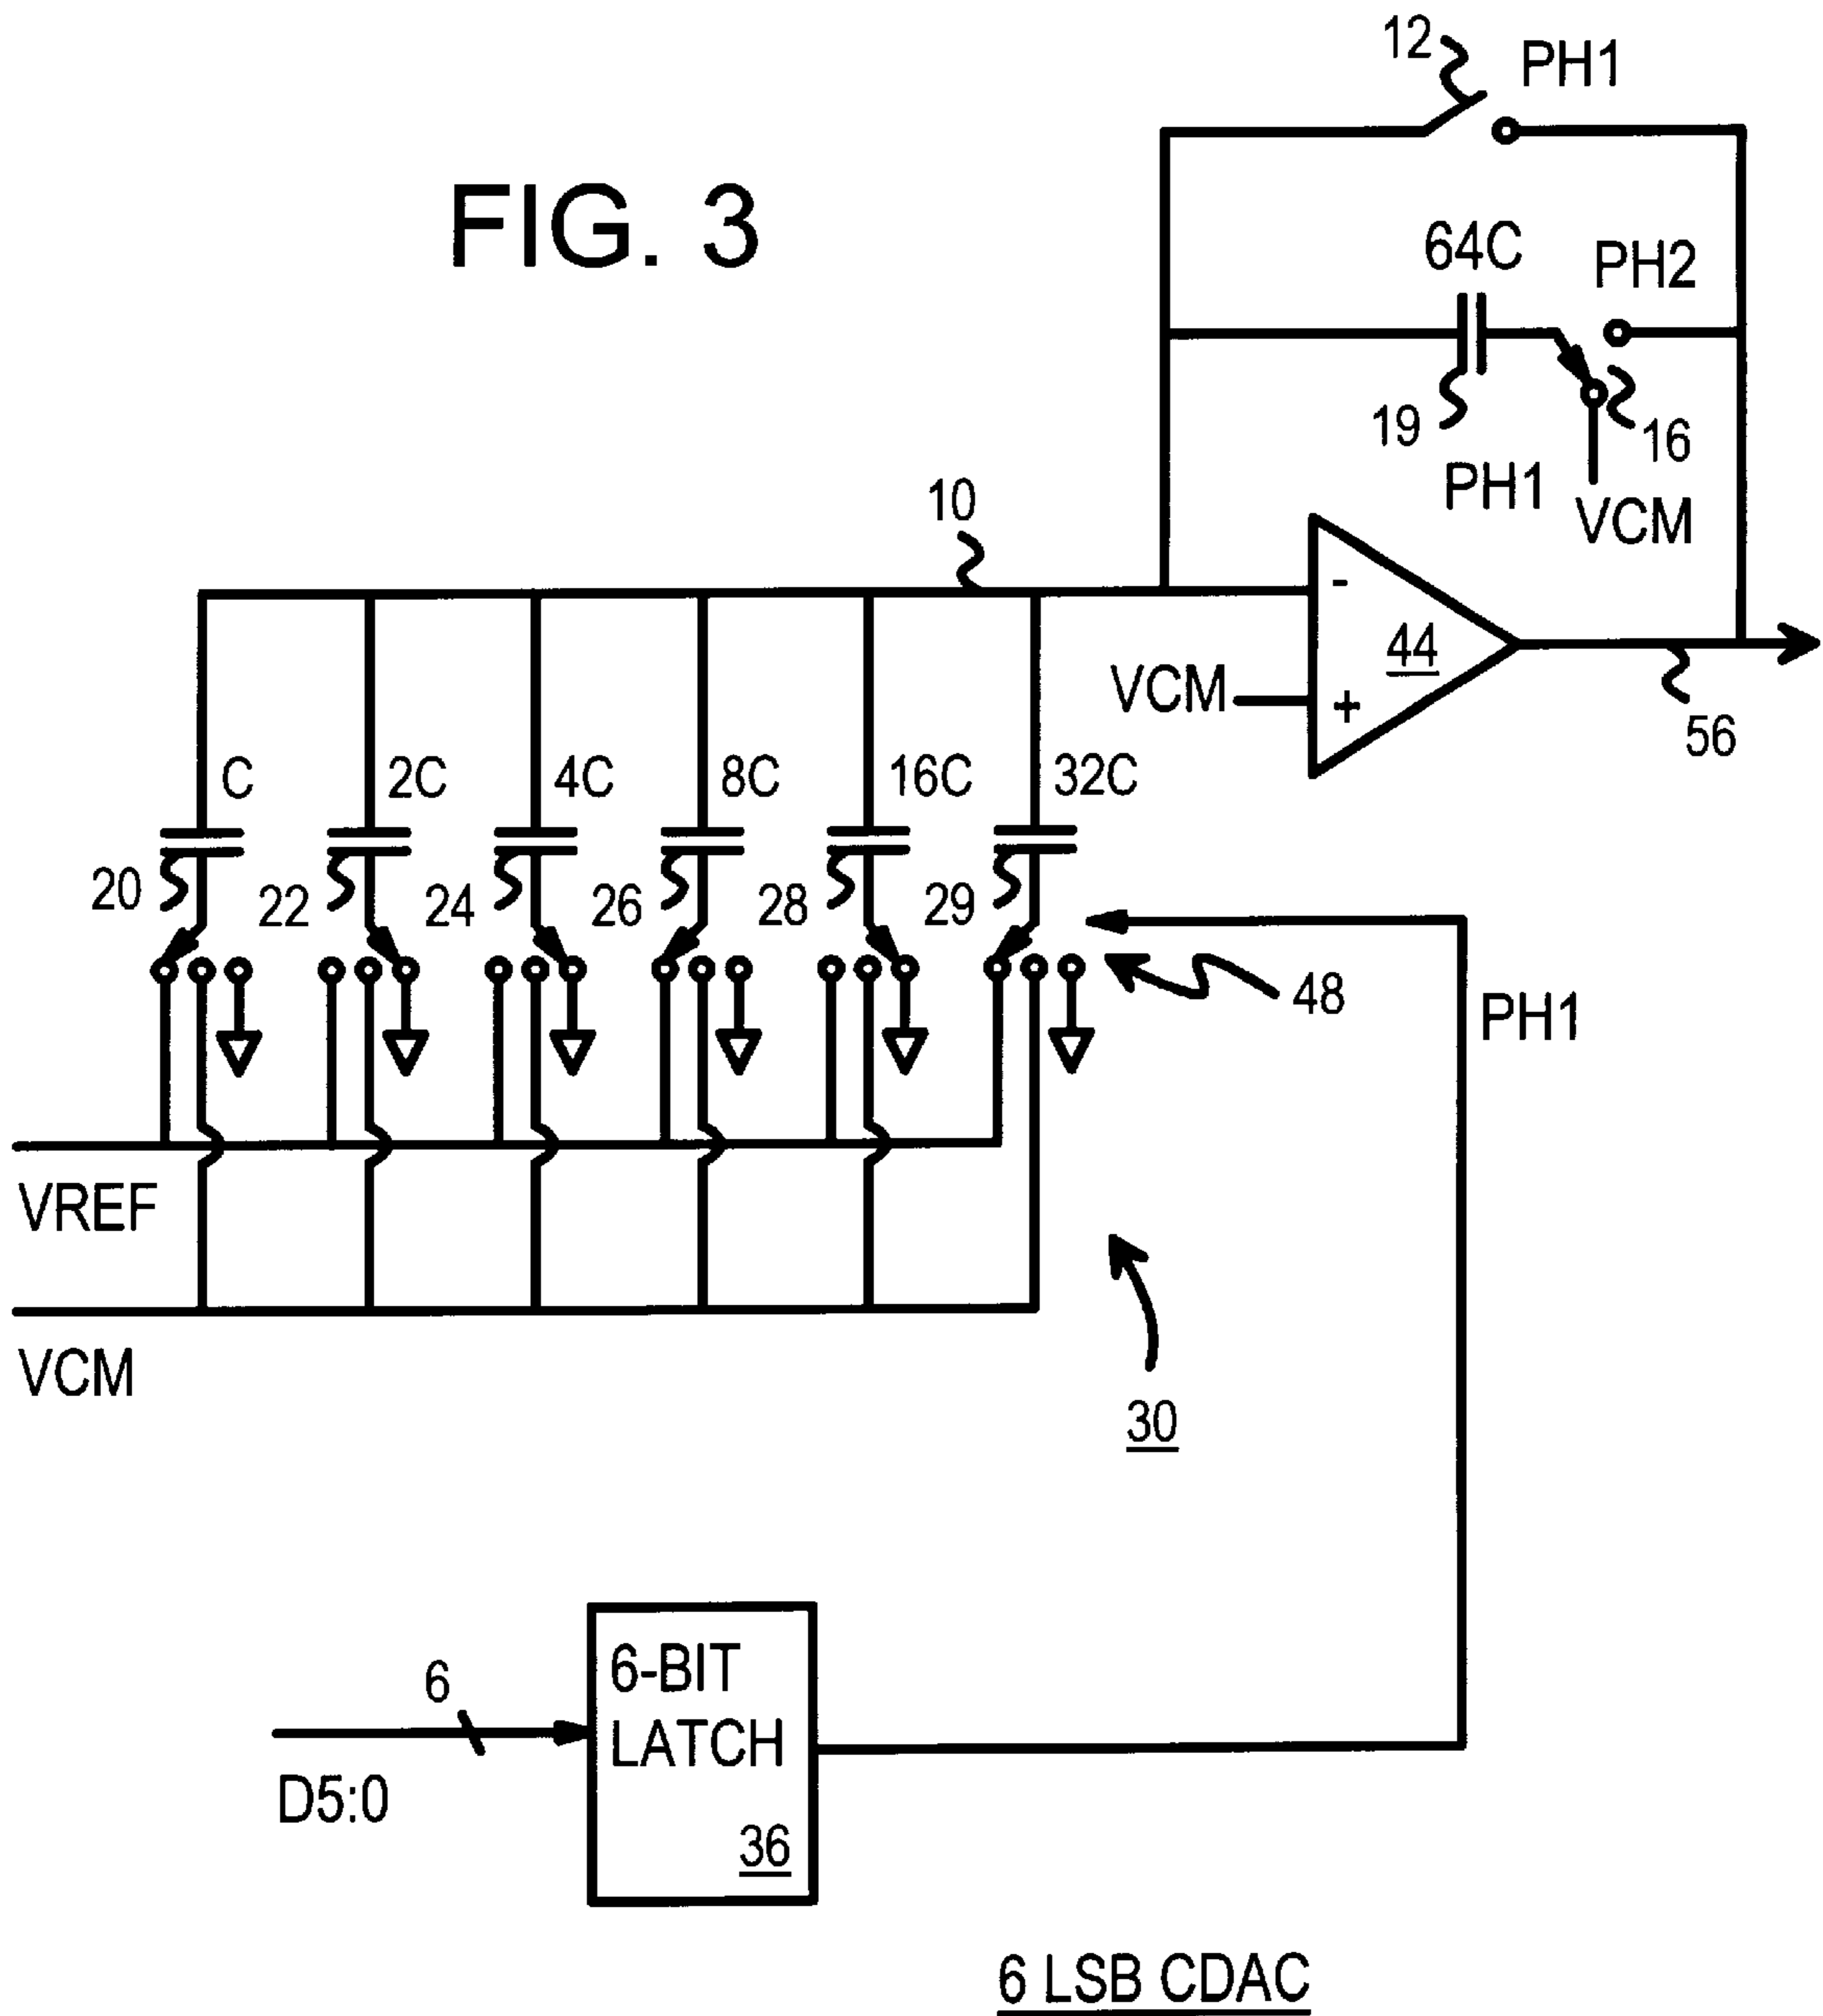 12
PH1
FIG. 3
64C
PH2
19
16
PH1
VCM
10
-
44
VCM
+
56
C
2C
4C
8C
16C
32C
20
22
24
26
28
29
48
PH1
VREF
VCM
30
6
6-BIT
LATCH
D5:0
36
6 LSB CDAC